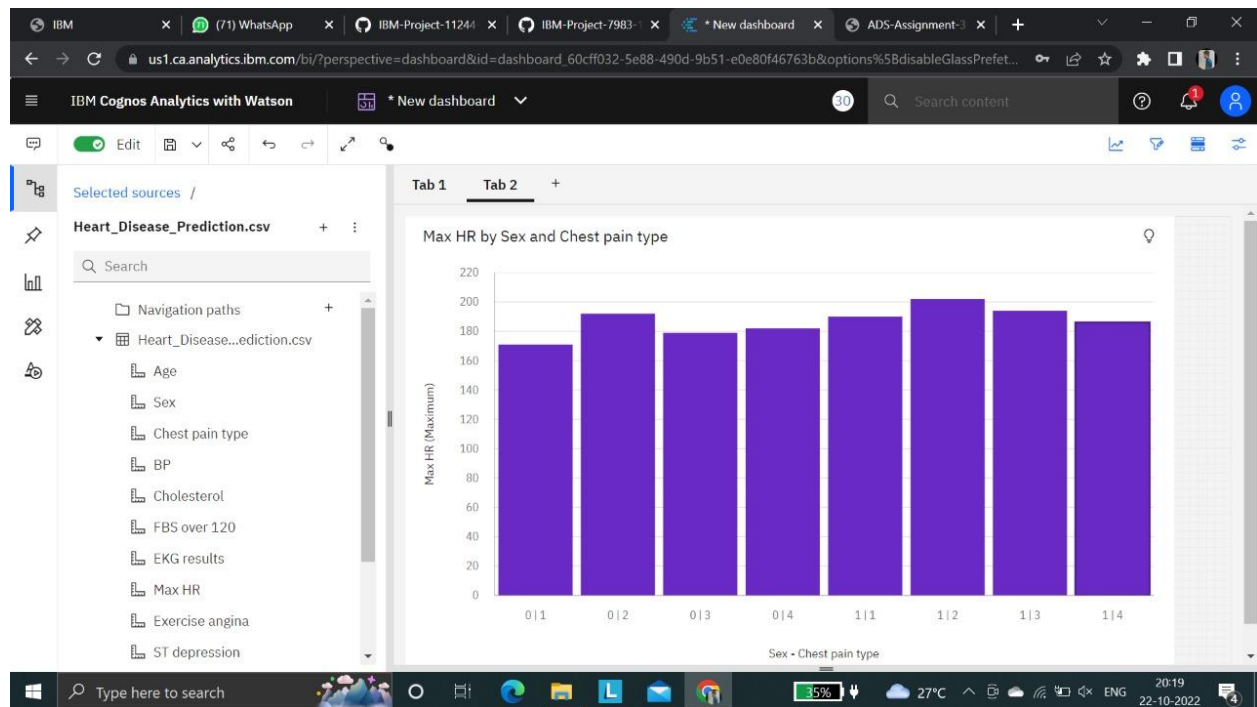 IBM
(71) WhatsApp
IBM-Project-11244
IBM-Project-7983-1
* New dashboard
ADS-Assignment-3
us1.ca.analytics.ibm.com/bi/?perspective=dashboard&id=dashboard_60cff032-5e88-490d-9b51-e0e80f46763b&options%5BdisableGlassPrefet...
IBM Cognos Analytics with Watson
* New dashboard
30
Search content
1
Edit
Selected sources /
Tab 1 Tab 2 +
Heart_Disease_Prediction.csv
Search
Navigation paths
Heart_Disease...ediction.csv
Age
Sex
Chest pain type
BP
Cholesterol
FBS over 120
EKG results
Max HR
Exercise angina
ST depression
Max HR by Sex and Chest pain type
Max HR (Maximum)
220
200
180
160
140
120
100
80
60
40
20
0
0|1 0|2 0|3 0|4 1|1 1|2 1|3 1|4
Sex - Chest pain type
Type here to search
L
35%
27°C
ENG
20:19
22-10-2022
4